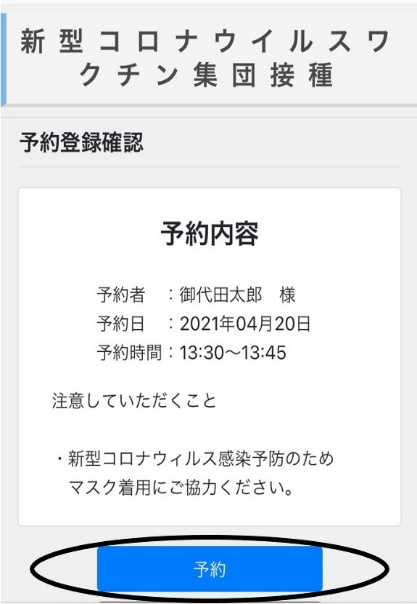 新型コロナウイルスワ
クチン集団接種
予約登録確認
予約内容
予約者　：御代田太郎　様
予約日　：2021年04月20日
予約時間：13:30〜13:45
注意していただくこと
・新型コロナウィルス感染予防のため
マスク着用にご協力ください。
予約